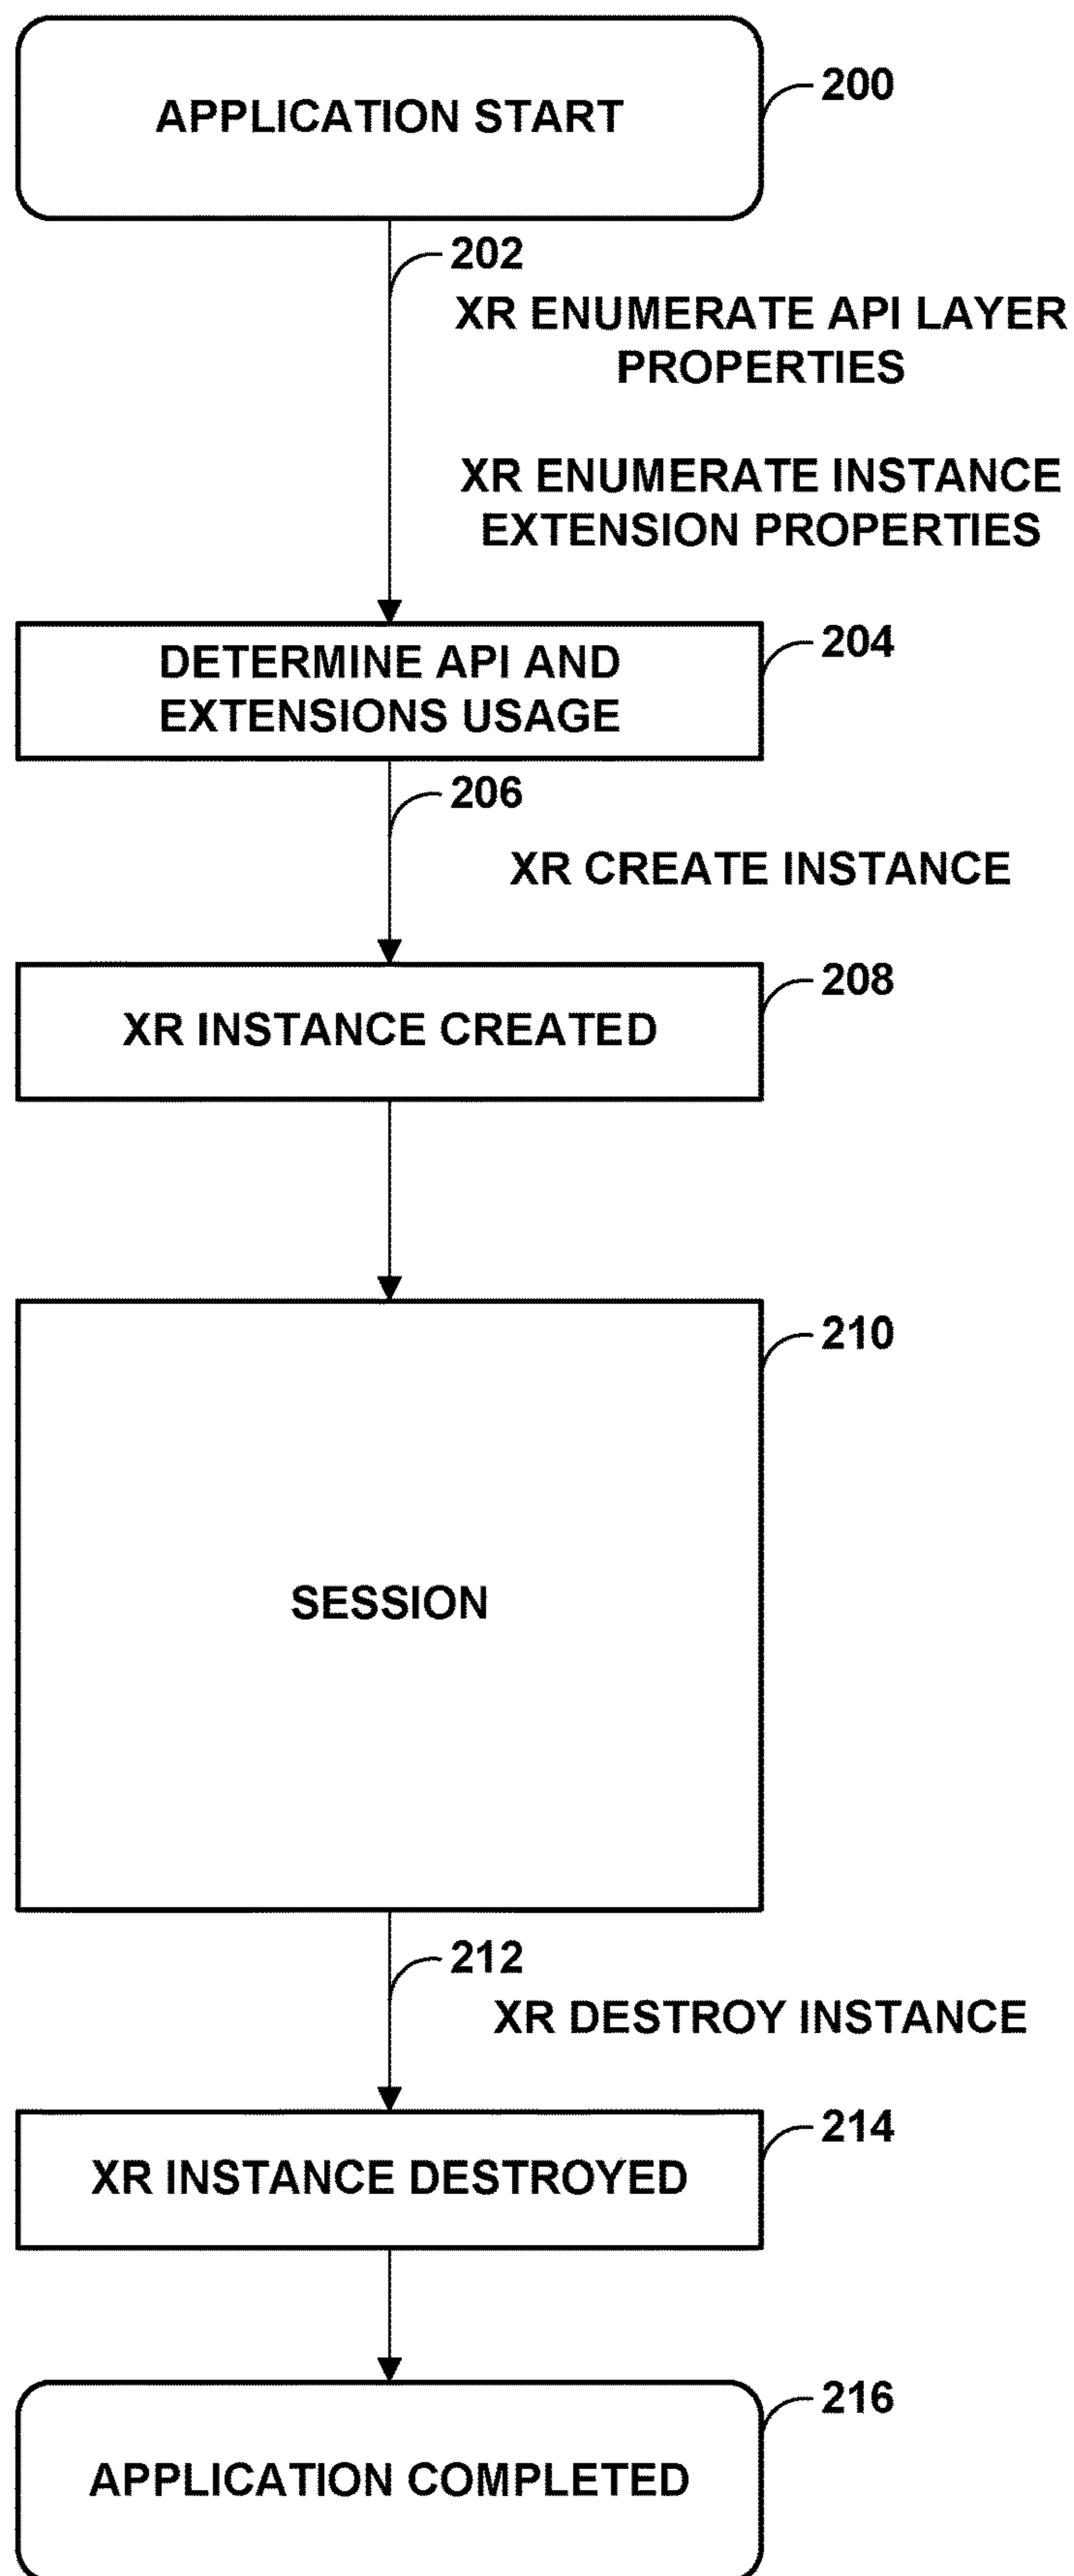 APPLICATION START
200
202
XR ENUMERATE API LAYER
PROPERTIES
XR ENUMERATE INSTANCE
EXTENSION PROPERTIES
DETERMINE API AND
EXTENSIONS USAGE
204
206
XR CREATE INSTANCE
XR INSTANCE CREATED
208
210
SESSION
212
XR DESTROY INSTANCE
XR INSTANCE DESTROYED
214
216
APPLICATION COMPLETED